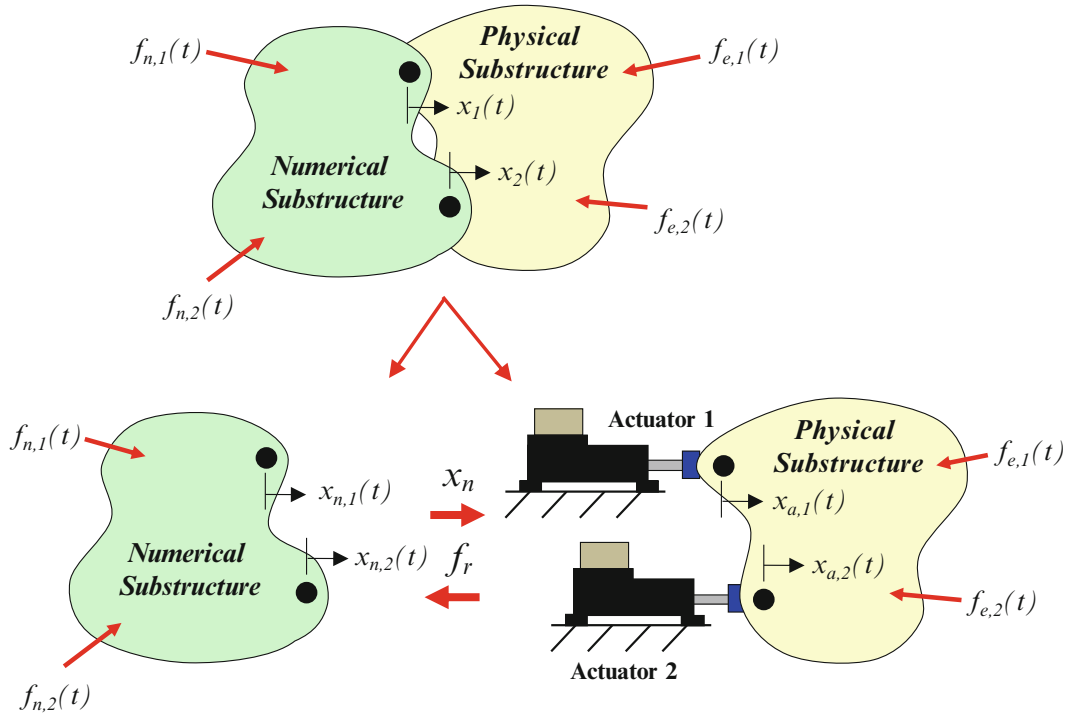 f_{n,1}(t)
Physical
Substructure
f_{e,1}(t)
x_1(t)
Numerical
Substructure
x_2(t)
f_{e,2}(t)
f_{n,2}(t)
f_{n,1}(t)
Actuator 1
Physical
Substructure
f_{e,1}(t)
x_n
x_{n,1}(t)
x_{a,1}(t)
Numerical
Substructure
x_{n,2}(t)
f_r
x_{a,2}(t)
f_{e,2}(t)
Actuator 2
f_{n,2}(t)